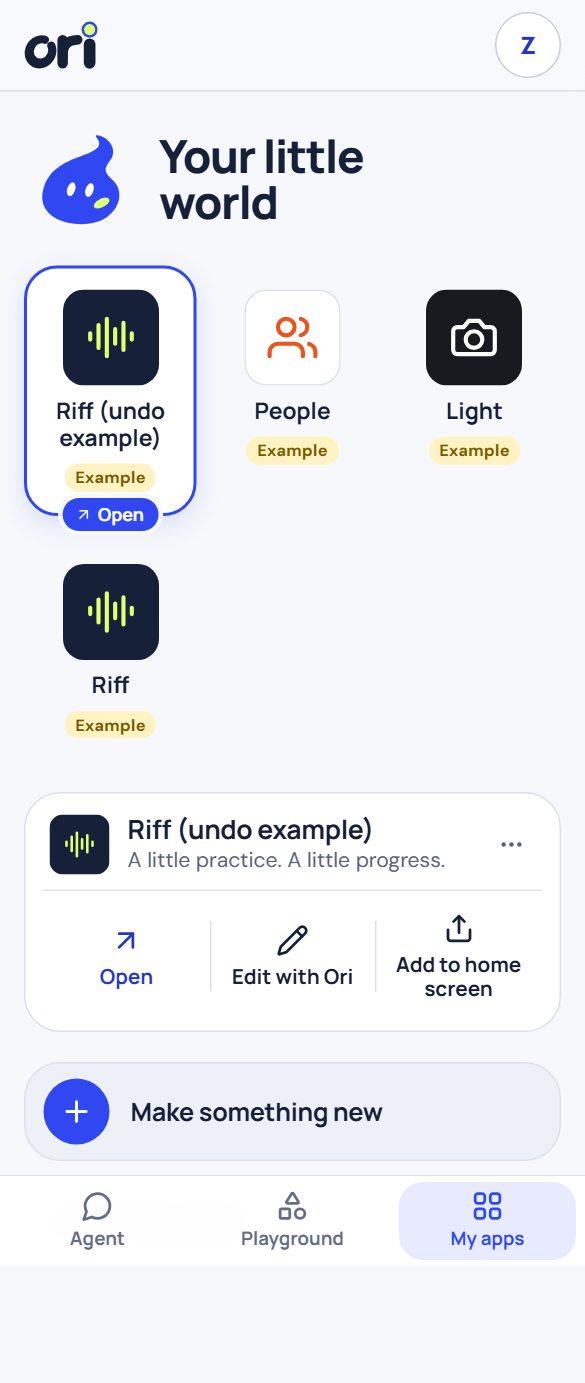 ori
Z
Your little
world
Riff (undo
example)
Example
Open
People
Example
Light
Example
Riff
Example
Riff (undo example)
A little practice. A little progress.
Open
Edit with Ori
Add to home
screen
Make something new
Agent
Playground
My apps